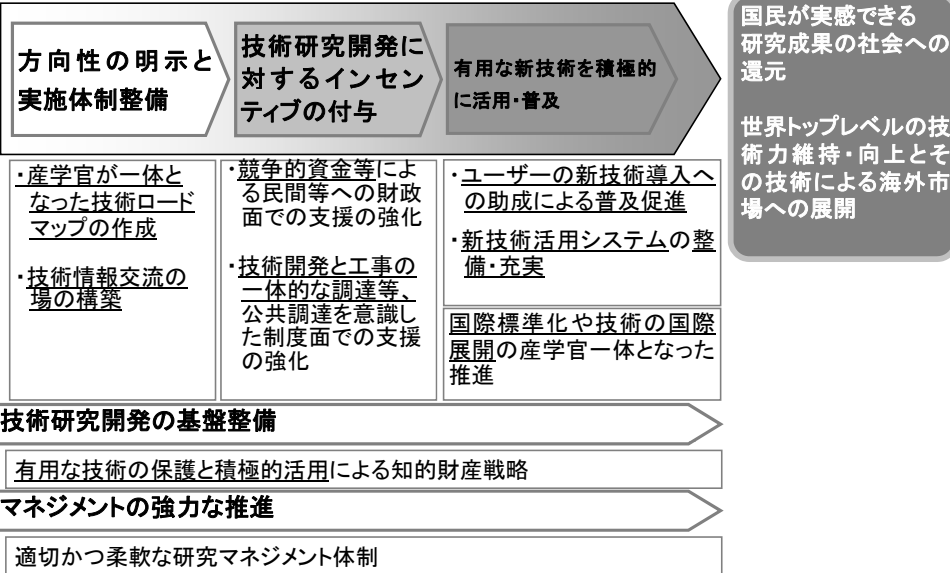 方向性の明示と
実施体制整備
技術研究開発に
対するインセン
ティブの付与
有用な新技術を積極的
に活用・普及
国民が実感できる
研究成果の社会への
還元
世界トップレベルの技
術力維持・向上とそ
の技術による海外市
場への展開
・産学官が一体と
なった技術ロード
マップの作成
・技術情報交流の
場の構築
・競争的資金等によ
る民間等への財政
面での支援の強化
・技術開発と工事の
一体的な調達等、
公共調達を意識し
た制度面での支援
の強化
・ユーザーの新技術導入へ
の助成による普及促進
・新技術活用システムの整
備・充実
国際標準化や技術の国際
展開の産学官一体となった
推進
技術研究開発の基盤整備
有用な技術の保護と積極的活用による知的財産戦略
マネジメントの強力な推進
適切かつ柔軟な研究マネジメント体制